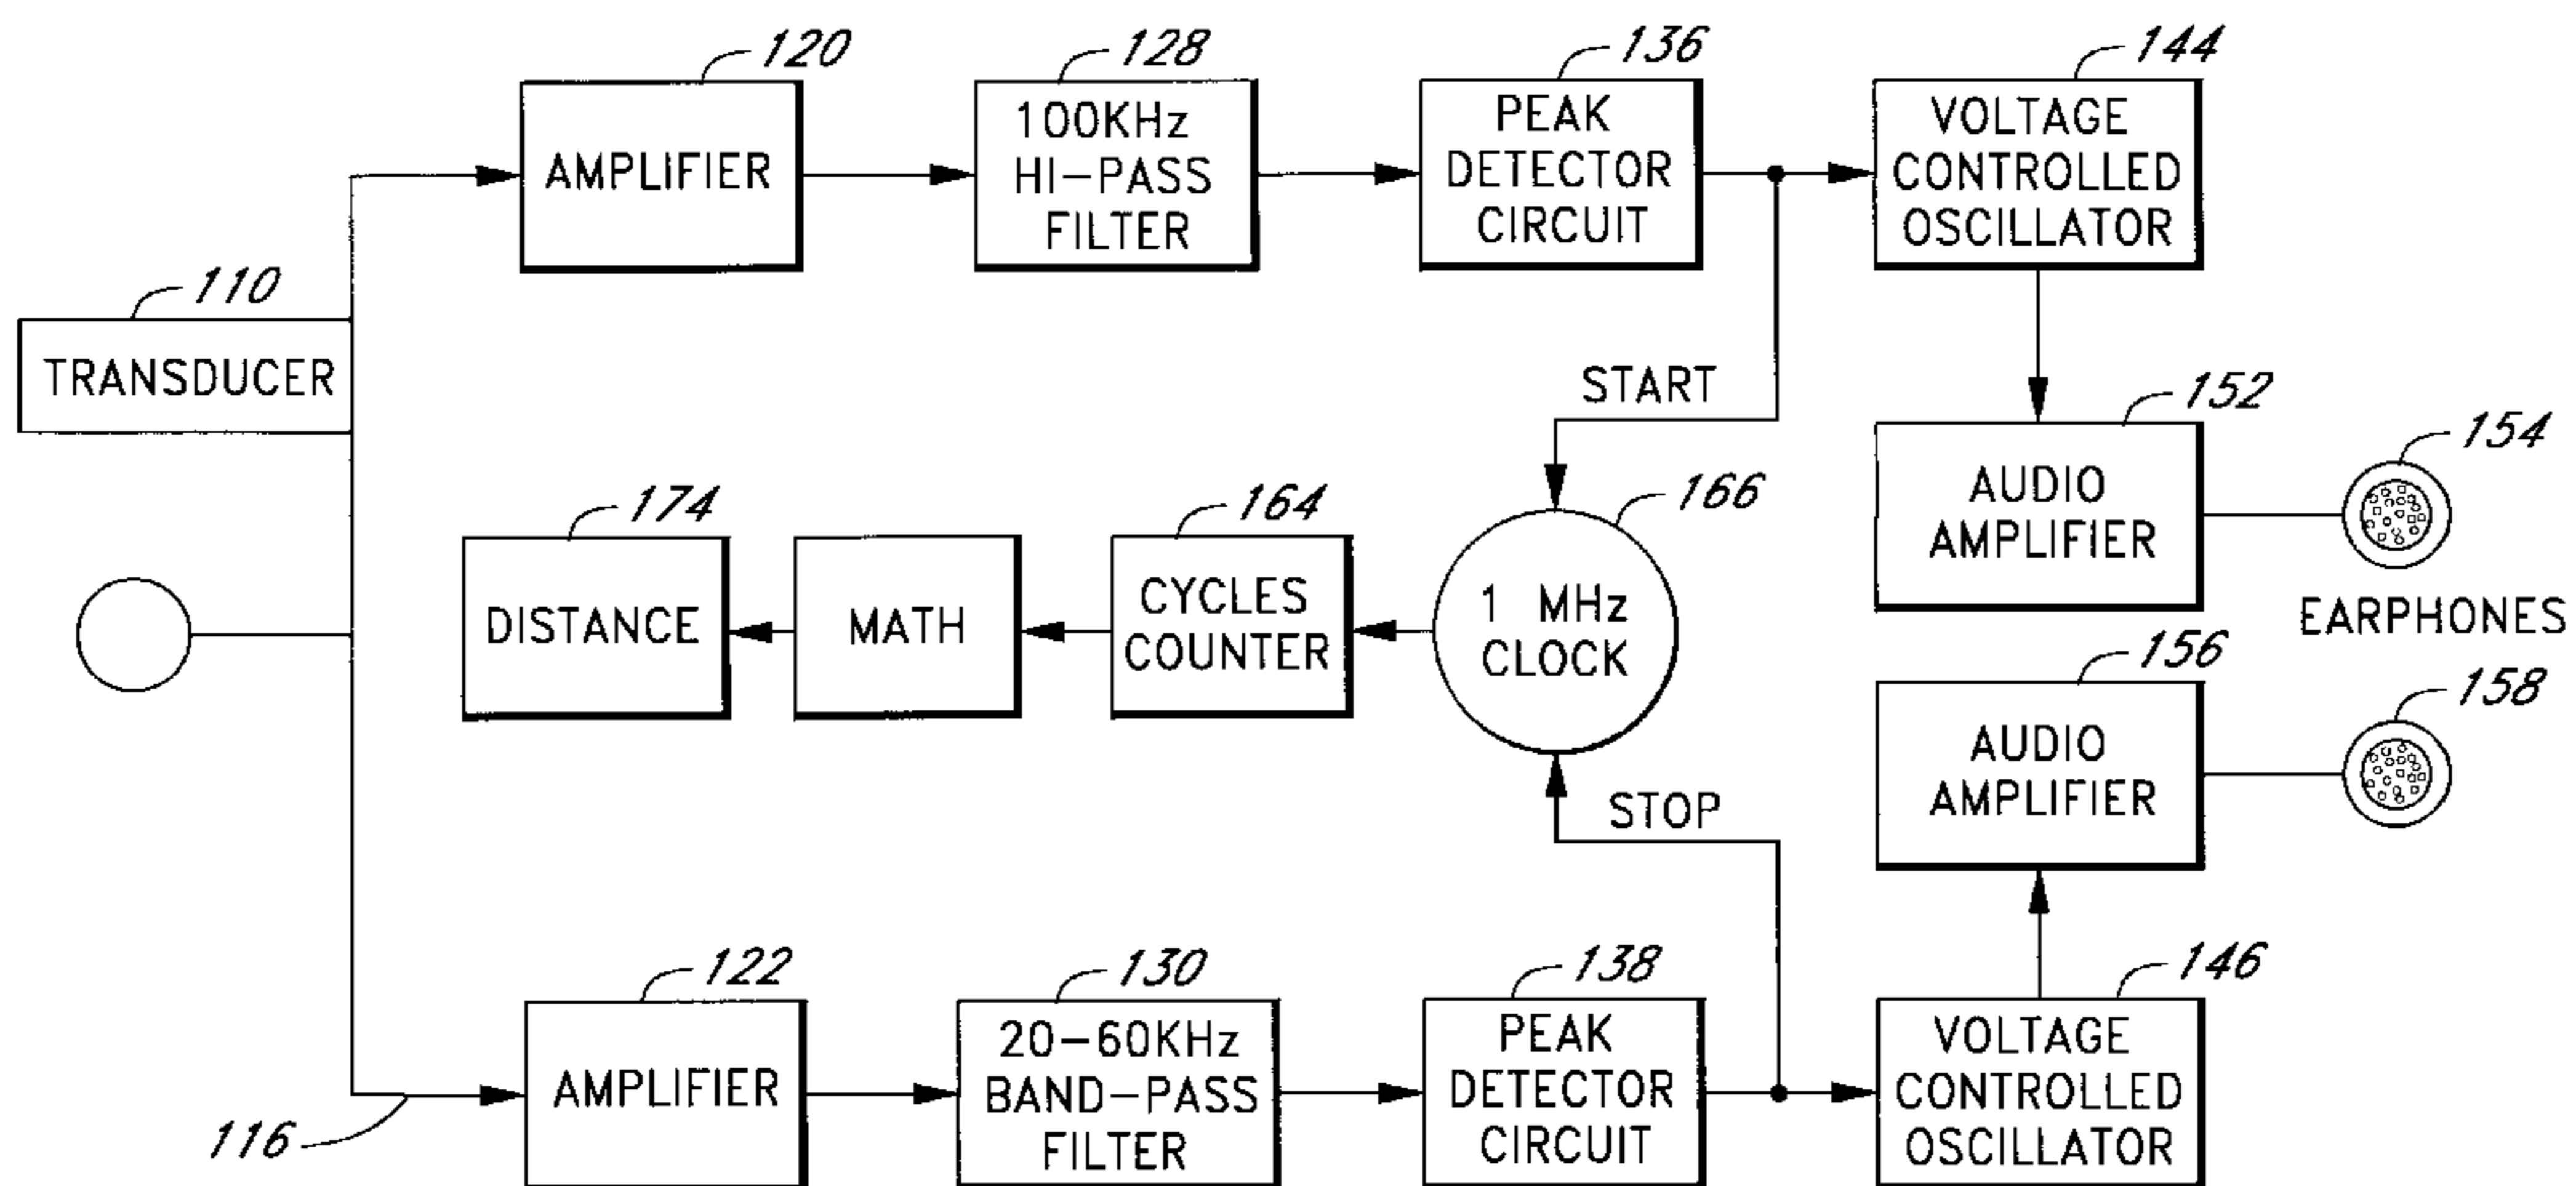 120
128
136
144
AMPLIFIER
100KHz
HI-PASS
FILTER
PEAK
DETECTOR
CIRCUIT
VOLTAGE
CONTROLLED
OSCILLATOR
110
TRANSDUCER
START
152
154
AUDIO
AMPLIFIER
EARPHONES
174
164
166
DISTANCE
MATH
CYCLES
COUNTER
1 MHz
CLOCK
156
158
AUDIO
AMPLIFIER
STOP
122
130
138
146
116
AMPLIFIER
20-60KHz
BAND-PASS
FILTER
PEAK
DETECTOR
CIRCUIT
VOLTAGE
CONTROLLED
OSCILLATOR